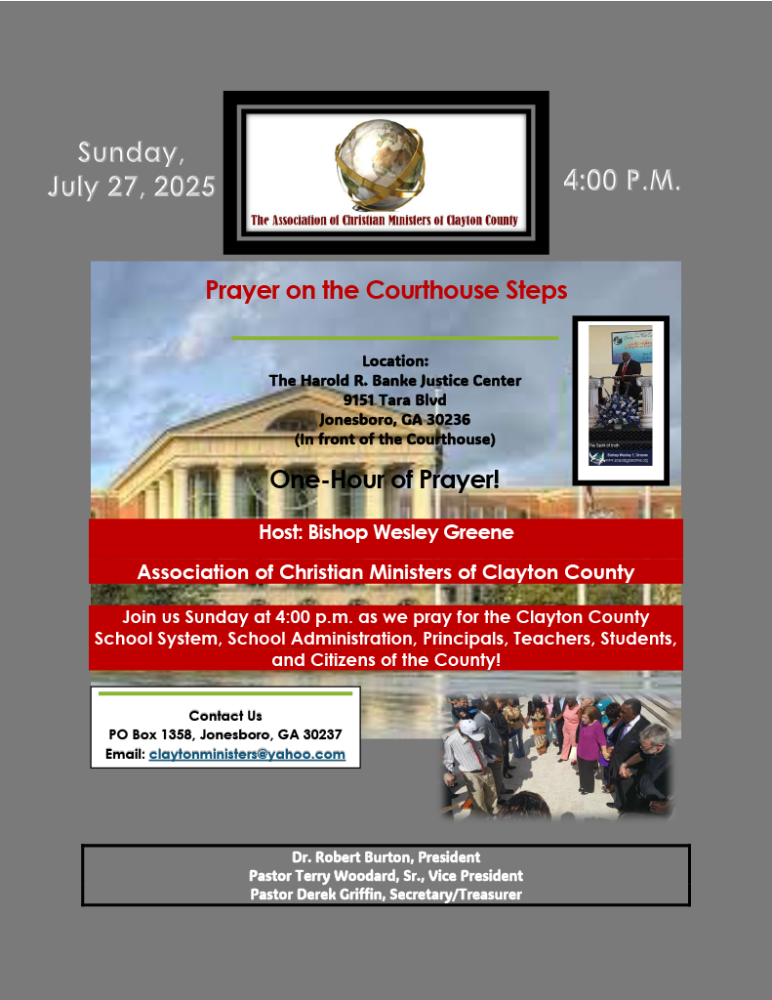 Sunday,
July 27, 2025
4:00 P.M.
The Association of Christian Ministers of Clayton County
Prayer on the Courthouse Steps
Location:
The Harold R. Banke Justice Center
9151 Tara Blvd
Jonesboro, GA 30236
(In front of the Courthouse)
One-Hour of Prayer!
The Spirit of truth
Host: Bishop Wesley Greene
Association of Christian Ministers of Clayton County
Join us Sunday at 4:00 p.m. as we pray for the Clayton County
School System, School Administration, Principals, Teachers, Students,
and Citizens of the County!
Contact Us
PO Box 1358, Jonesboro, GA 30237
Email: claytonministers@yahoo.com
Dr. Robert Burton, President
Pastor Terry Woodard, Sr., Vice President
Pastor Derek Griffin, Secretary/Treasurer